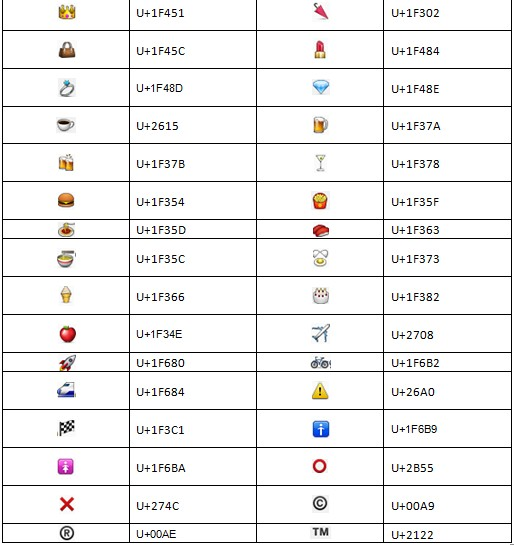 U+1F451 U+1F302
U+1F45C U+1F484
U+1F48D U+1F48E
U+2615 U+1F37A
U+1F37B U+1F378
U+1F354 U+1F35F
U+1F35D U+1F363
U+1F35C U+1F373
U+1F366 U+1F382
U+1F34E U+2708
U+1F680 U+1F6B2
U+1F684 U+26A0
U+1F3C1 U+1F6B9
U+1F6BA U+2B55
U+274C © U+00A9
® U+00AE ™ U+2122